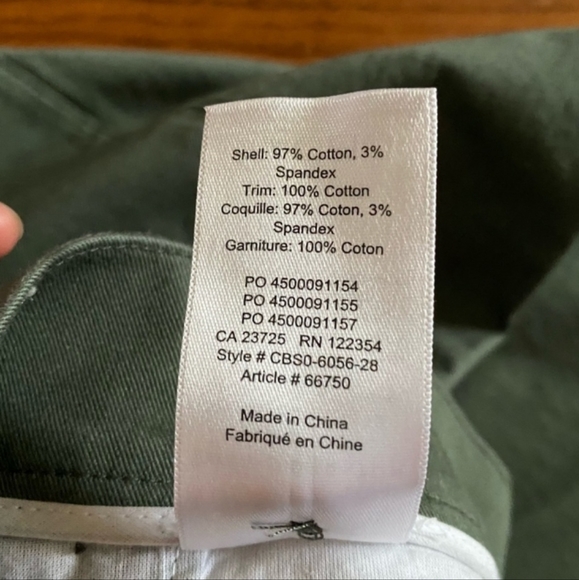 Shell: 97% Cotton, 3%
Spandex
Trim: 100% Cotton
Coquille: 97% Coton, 3%
Spandex
Garniture: 100% Coton
PO 4500091154
PO 4500091155
PO 4500091157
CA 23725 RN 122354
Style # CBS0-6056-28
Article # 66750
Made in China
Fabriqué en Chine